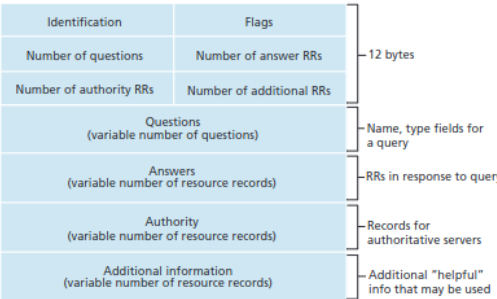 Identification
Flags
Number of questions
Number of answer RRs
12 bytes
Number of authority RRs
Number of additional RRs
Questions
(variable number of questions)
Name, type fields for
a query
Answers
(variable number of resource records)
RRs in response to query
Authority
(variable number of resource records)
Records for
authoritative servers
Additional information
(variable number of resource records)
Additional "helpful"
info that may be used